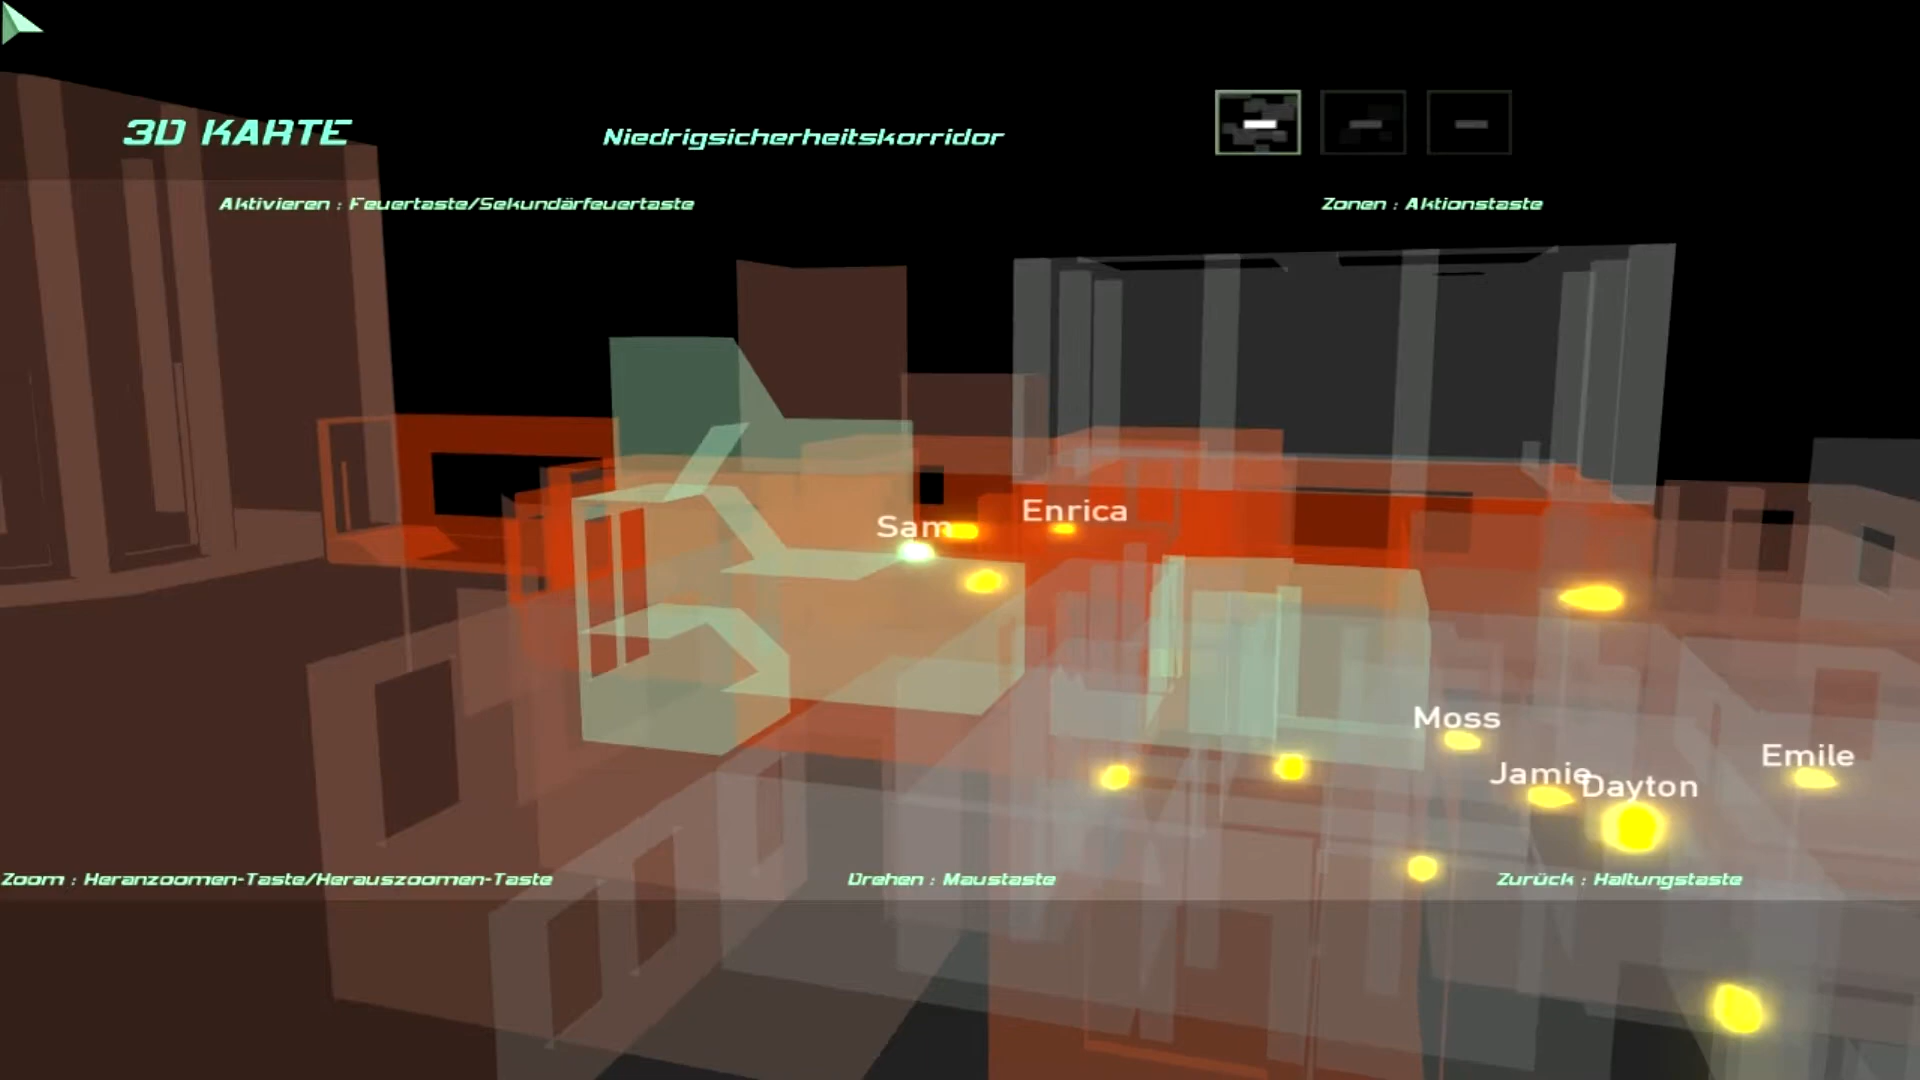 3D KARTE
Niedrigsicherheitskorridor
Aktivieren : Feuertaste/Sekundärfeuertaste
Zonen : Aktionstaste
Sam
Enrica
Moss
Jamie
Dayton
Emile
Zoom : Heranzoomen-Taste/Herauszoomen-Taste
Drehen : Maustaste
Zurück : Haltungstaste